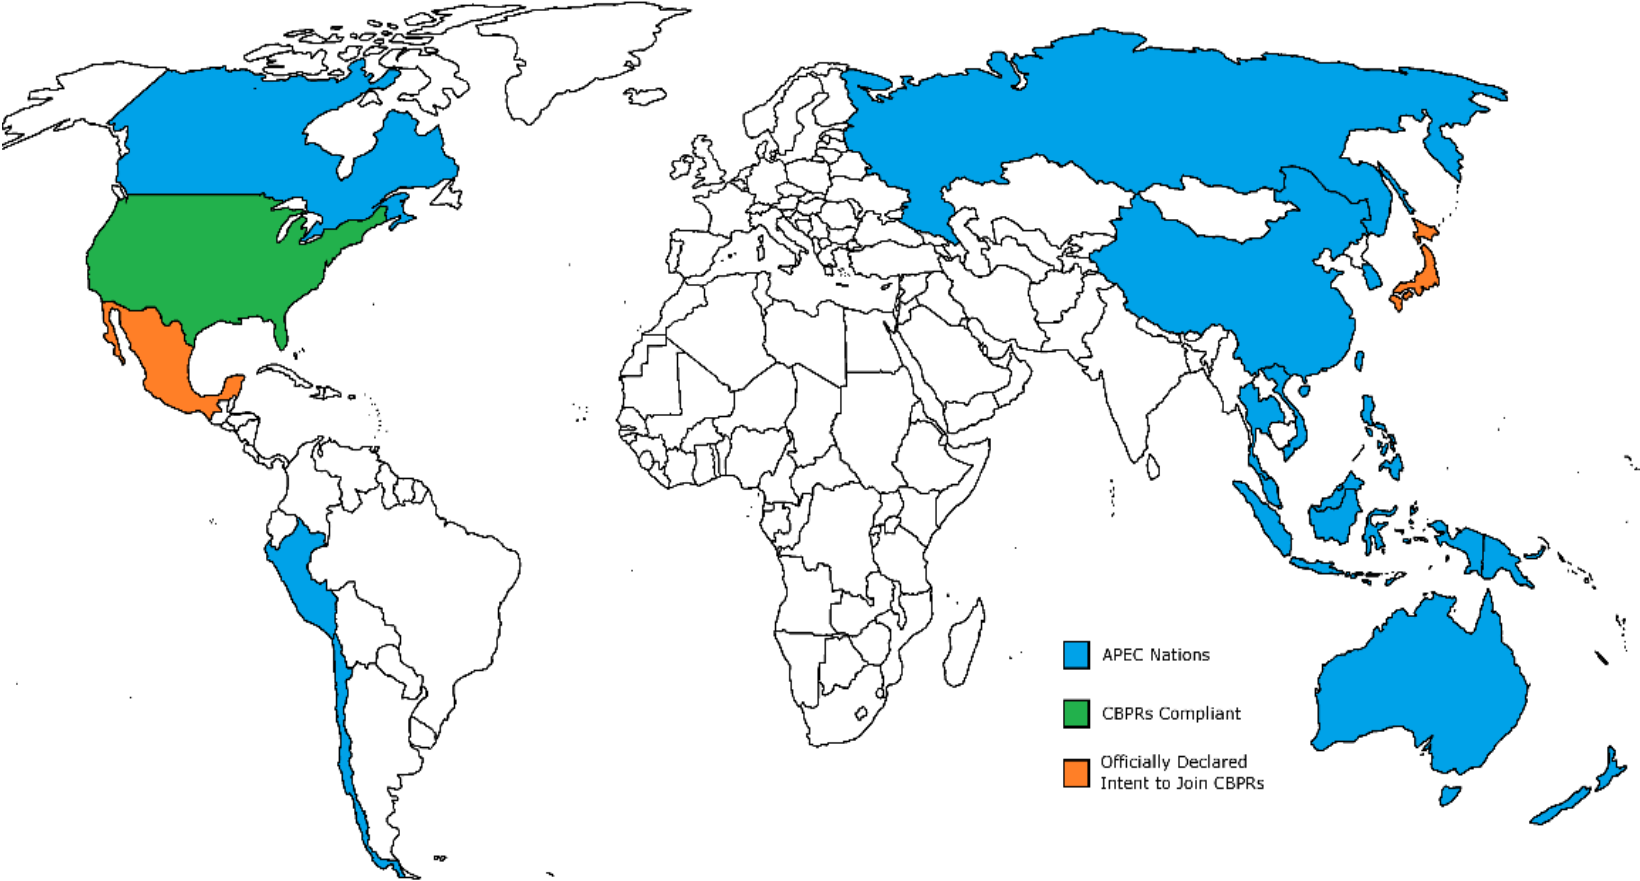 APEC Nations
CBPRs Compliant
Officially Declared
Intent to Join CBPRs